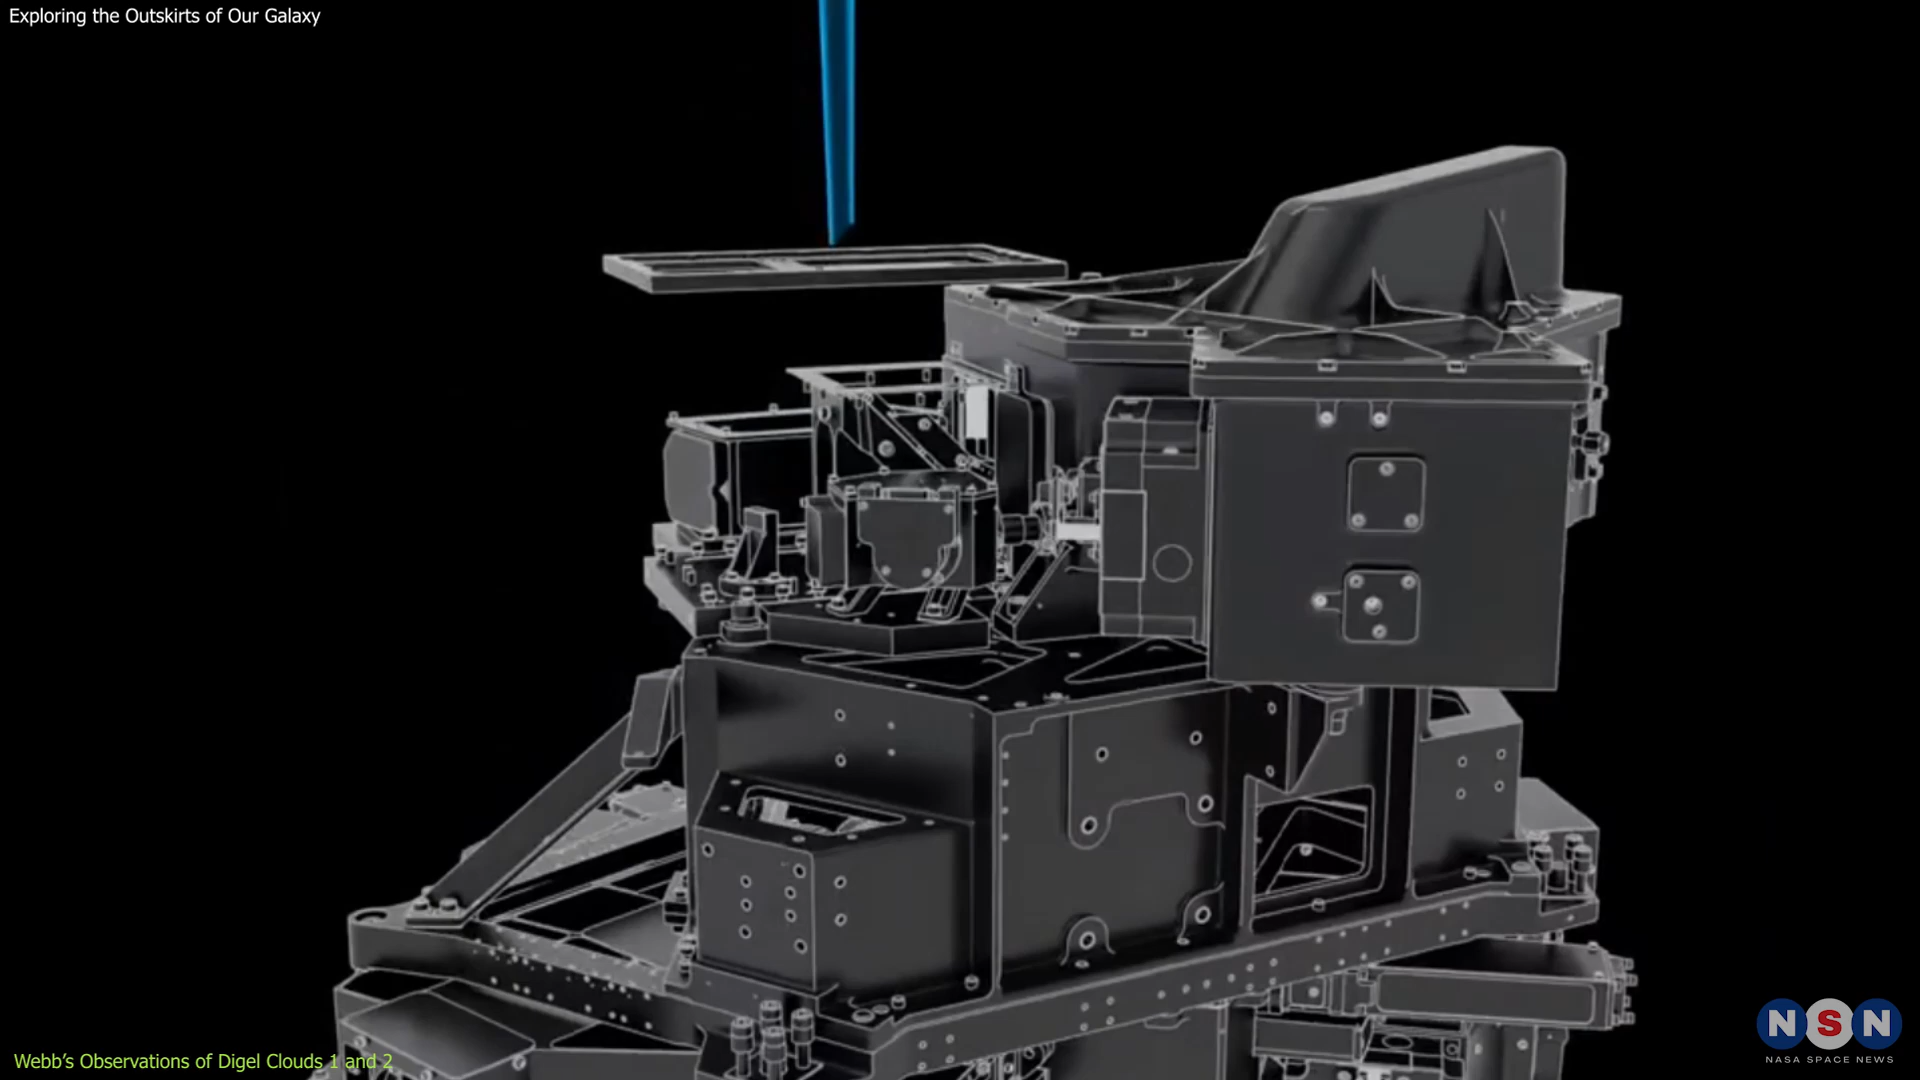 Exploring the Outskirts of Our Galaxy
Webb's Observations of Digel Clouds 1 and 2
NSN
NASA SPACE NEWS